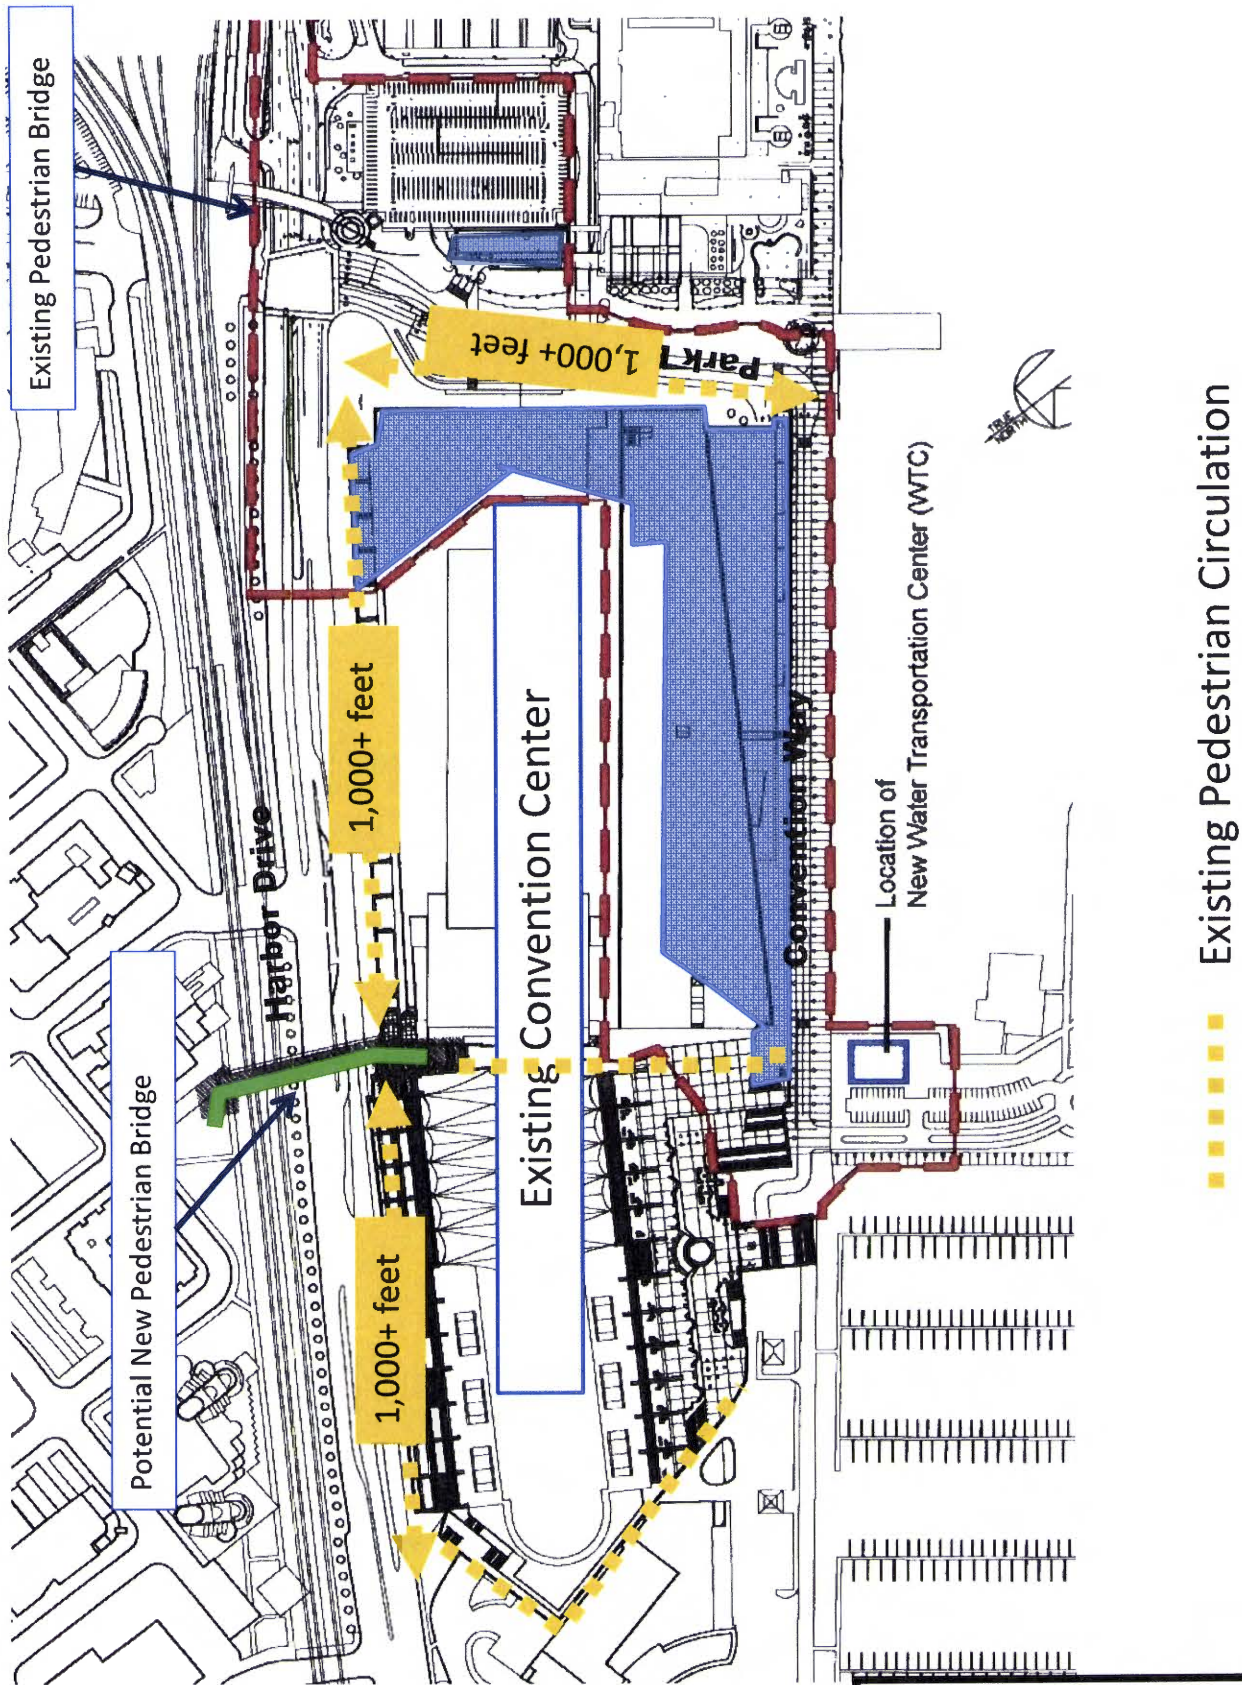 Existing Pedestrian Bridge
Potential New Pedestrian Bridge
Harbor Drive
1,000+ feet
1,000+ feet
1,000+ feet
Park
Existing Convention Center
Convention Way
Location of
New Water Transportation Center (WTC)
TRUE
NORTH
Existing Pedestrian Circulation